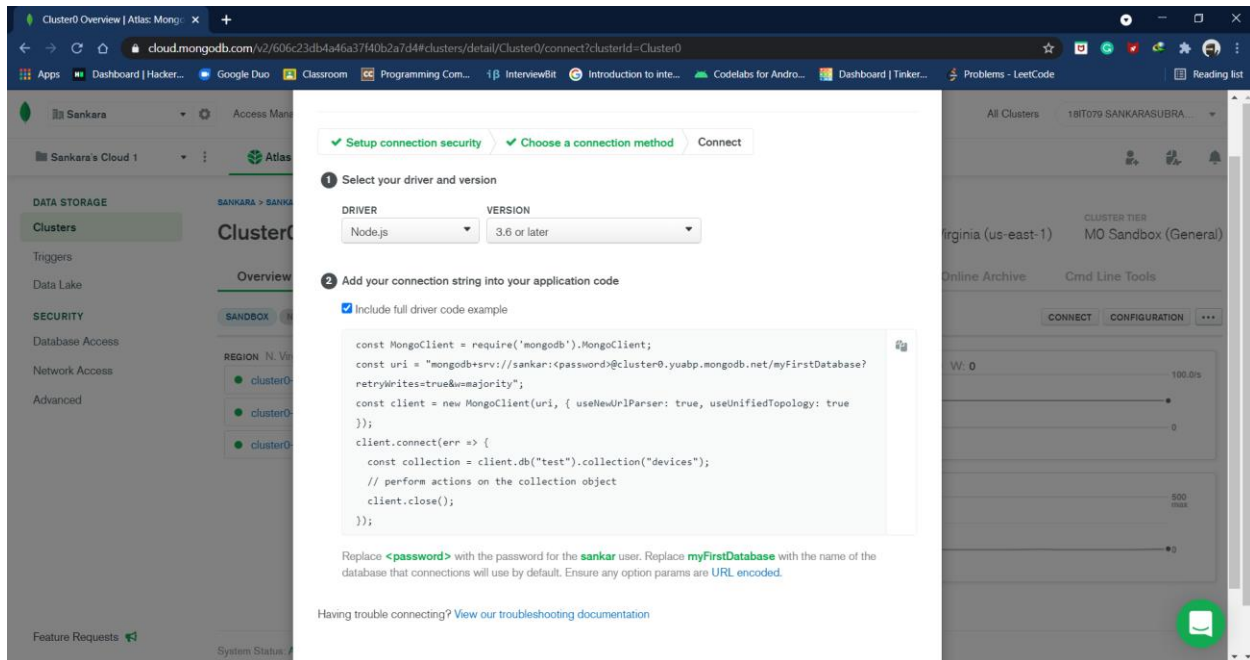 Cluster0 Overview | Atlas: Mongo
cloud.mongodb.com/v2/606c23db4a46a37f40b2a7d4#clusters/detail/Cluster0/connect?clusterId=Cluster0
Apps Dashboard | Hacker... Google Duo Classroom Programming Com... InterviewBit Introduction to inte... Codelabs for Andro... Dashboard | Tinker... Problems - LeetCode Reading list
Sankara Access Mana All Clusters 18IT079 SANKARASUBRA...
Setup connection security Choose a connection method Connect
Sankara's Cloud 1 Atlas
1 Select your driver and version
DATA STORAGE SANKARA > SANKA
DRIVER VERSION
CLUSTER TIER
Clusters Cluster0 Node.js 3.6 or later Virginia (us-east-1) M0 Sandbox (General)
Triggers
Data Lake Overview Online Archive Cmd Line Tools
2 Add your connection string into your application code
SECURITY SANDBOX Include full driver code example CONNECT CONFIGURATION ...
Database Access
const MongoClient = require('mongodb').MongoClient;
REGION N. Vir W: 0
Network Access const uri = "mongodb+srv://sankar:<password>@cluster0.yuabp.mongodb.net/myFirstDatabase?
cluster0- retryWrites=true&w=majority"; 100.0/s
Advanced const client = new MongoClient(uri, { useNewUrlParser: true, useUnifiedTopology: true
cluster0- });
0
cluster0- client.connect(err => {
const collection = client.db("test").collection("devices");
// perform actions on the collection object
client.close(); 500
max
});
Replace <password> with the password for the sankar user. Replace myFirstDatabase with the name of the
0
database that connections will use by default. Ensure any option params are URL encoded.
Having trouble connecting? View our troubleshooting documentation
Feature Requests
System Status: